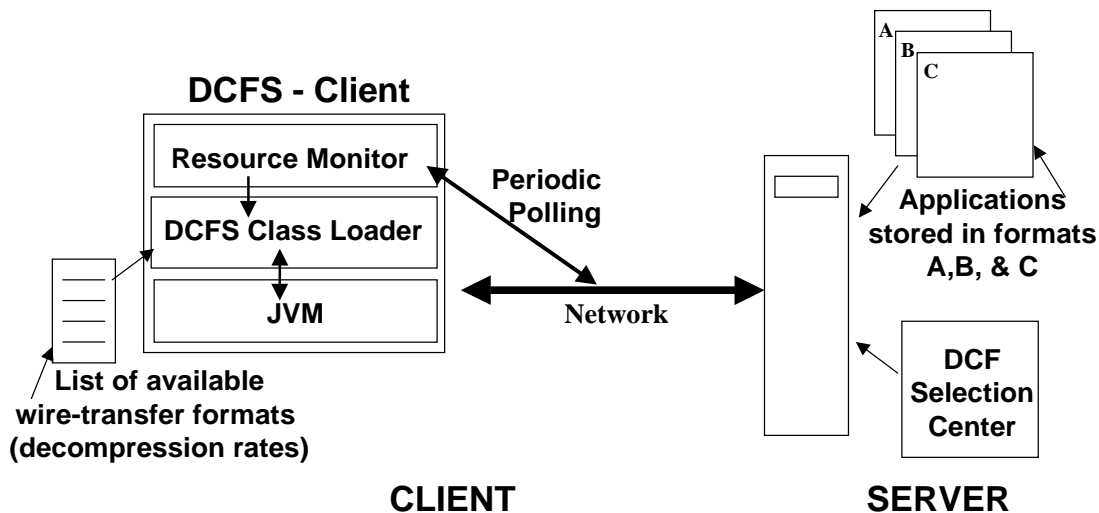 DCFS - Client
Resource Monitor
DCFS Class Loader
JVM
List of available
wire-transfer formats
(decompression rates)
Periodic
Polling
Network
A
B
C
Applications
stored in formats
A,B, & C
DCF
Selection
Center
CLIENT
SERVER